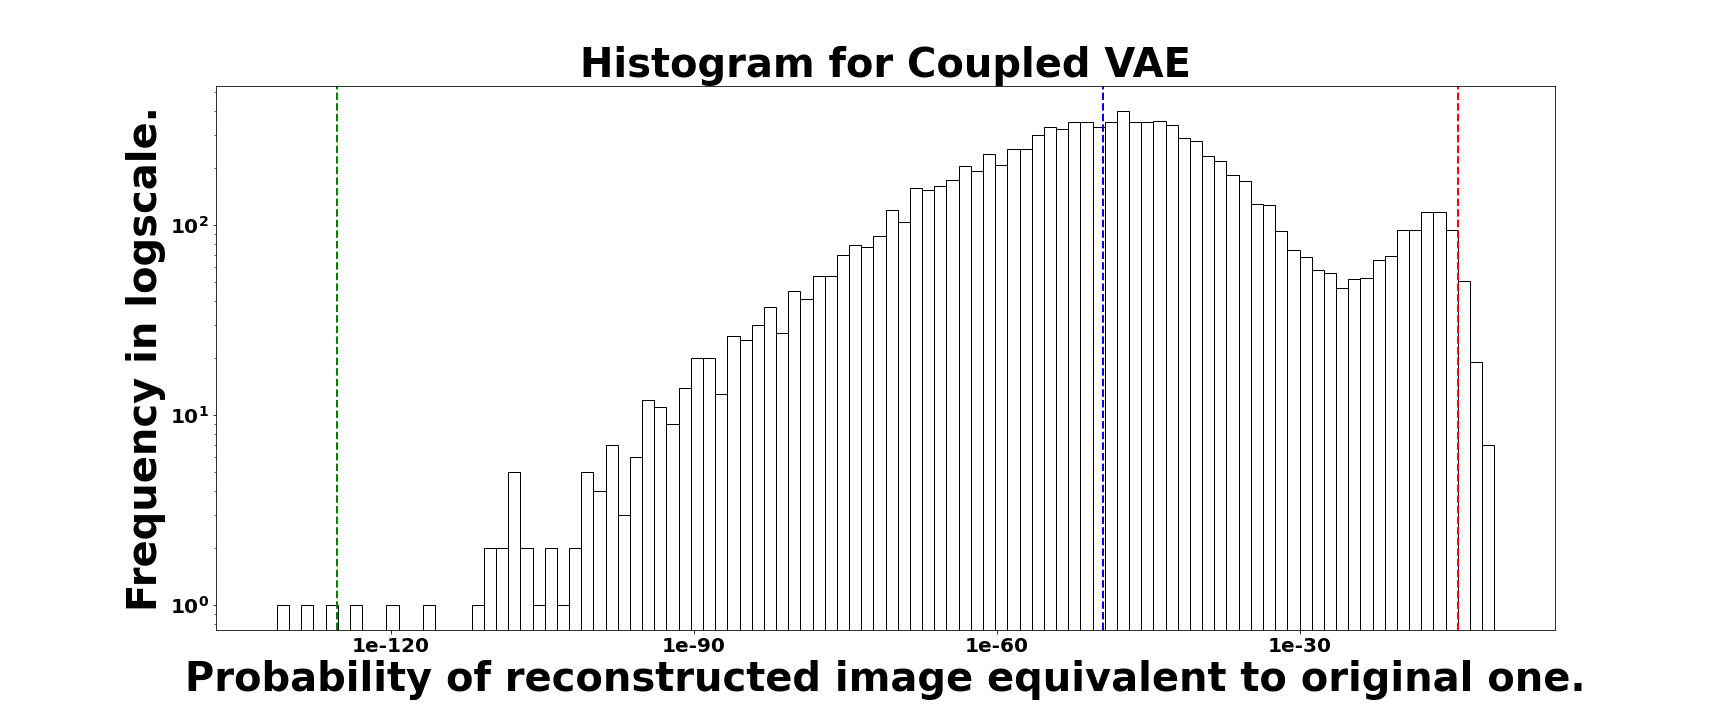 Histogram for Coupled VAE
Frequency in logscale.
10²
10¹
10⁰
1e-120 1e-90 1e-60 1e-30
Probability of reconstructed image equivalent to original one.